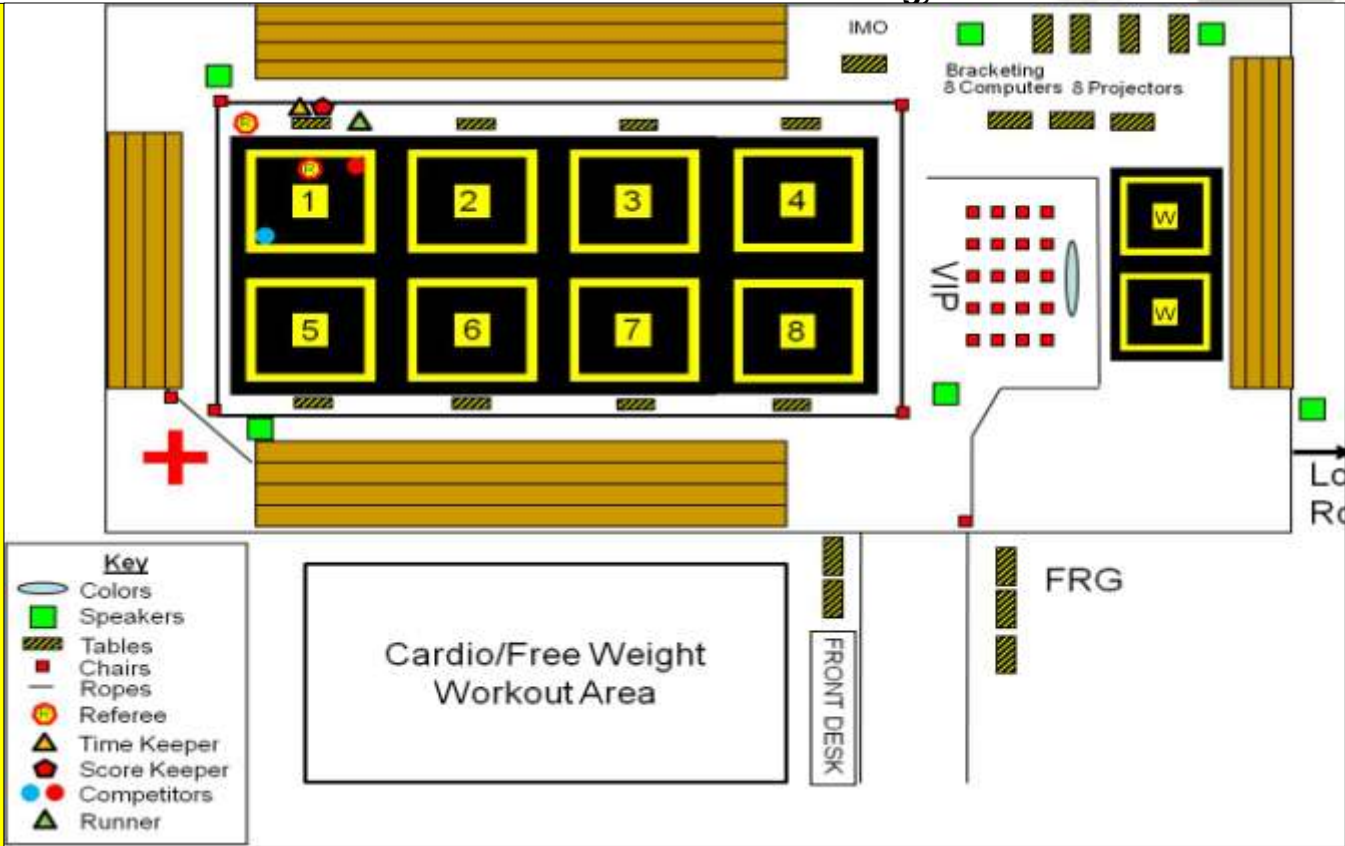 IMO
Bracketing
8 Computers 8 Projectors
1
2
3
4
W
VIP
5
6
7
8
W
Lo
Ro
Key
Colors
Speakers
Tables
Chairs
Ropes
R Referee
Time Keeper
Score Keeper
Competitors
Runner
Cardio/Free Weight
Workout Area
FRONT DESK
FRG
R
R